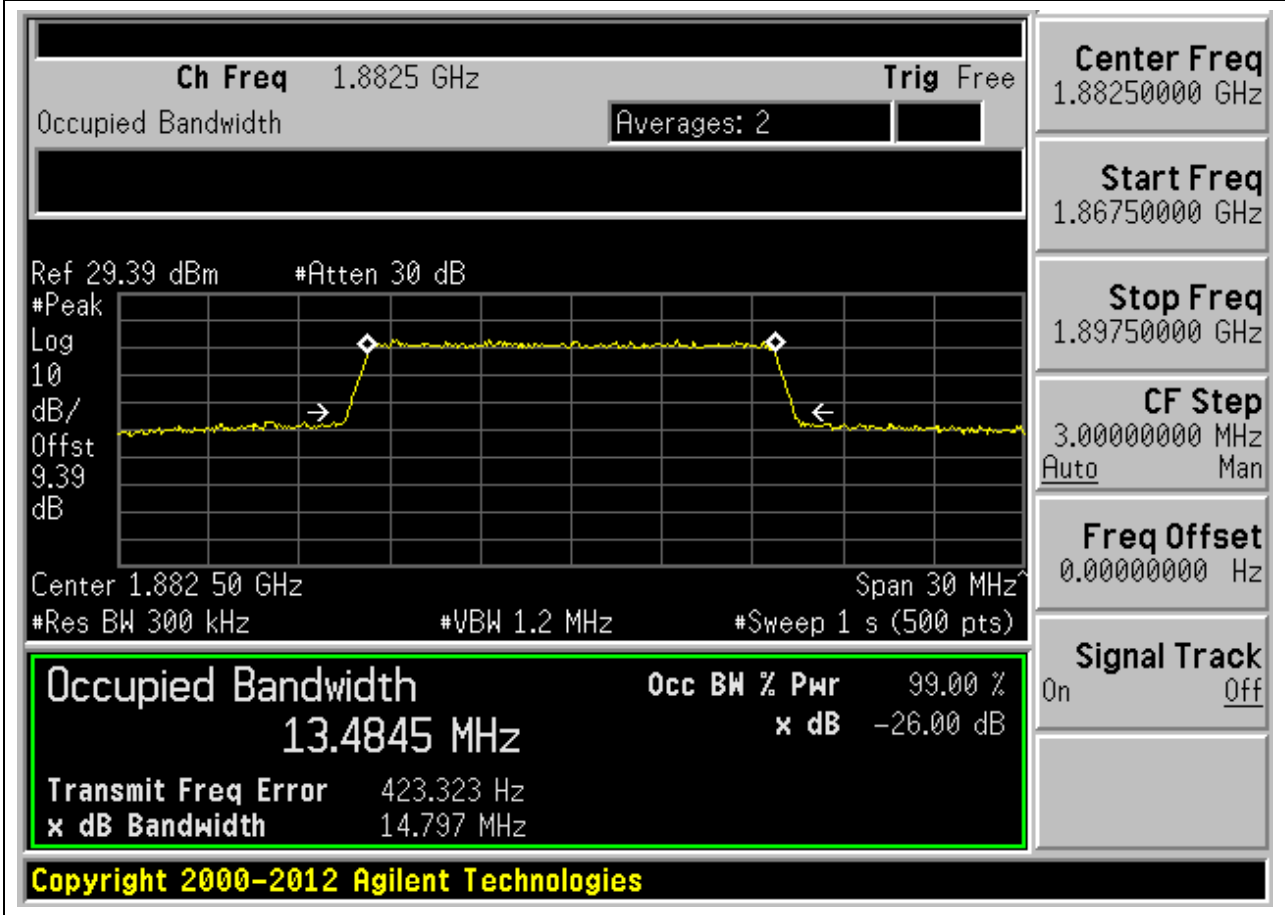 Ch Freq 1.8825 GHz Trig Free
Occupied Bandwidth Averages: 2
Ref 29.39 dBm #Atten 30 dB
#Peak
Log
10
dB/
Offst
9.39
dB
Center 1.882 50 GHz Span 30 MHz^
#Res BW 300 kHz #VBW 1.2 MHz #Sweep 1 s (500 pts)
Occupied Bandwidth Occ BW % Pwr 99.00 %
13.4845 MHz x dB -26.00 dB
Transmit Freq Error 423.323 Hz
x dB Bandwidth 14.797 MHz
Copyright 2000-2012 Agilent Technologies
Center Freq
1.88250000 GHz
Start Freq
1.86750000 GHz
Stop Freq
1.89750000 GHz
CF Step
3.00000000 MHz
Auto Man
Freq Offset
0.00000000 Hz
Signal Track
On Off